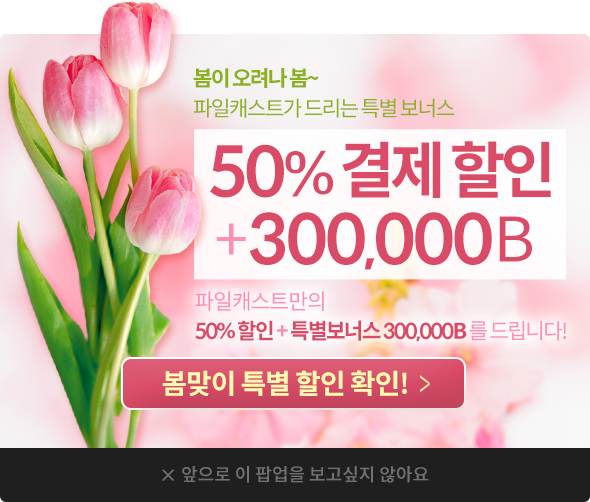 봄이 오려나 봄~
파일캐스트가 드리는 특별 보너스
50% 결제 할인
+300,000B
파일캐스트만의
50% 할인 + 특별보너스 300,000B 를 드립니다!
봄맞이 특별 할인 확인! >
× 앞으로 이 팝업을 보고싶지 않아요